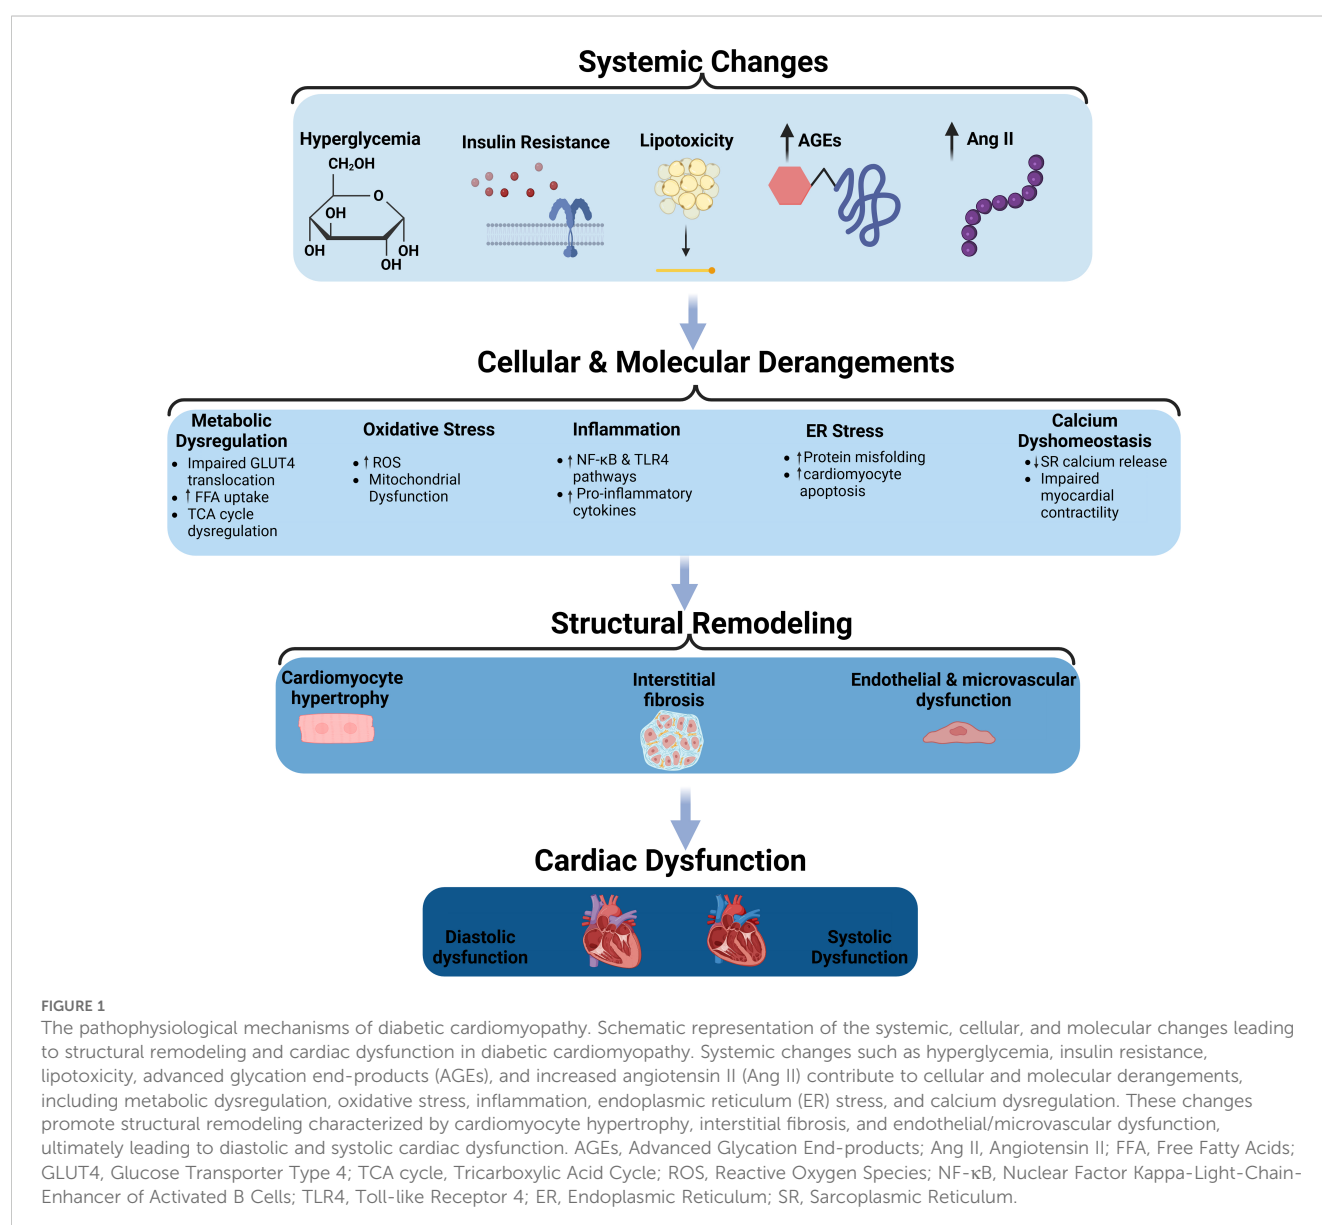 Systemic Changes
Hyperglycemia
Insulin Resistance
Lipotoxicity
↑ AGEs
↑ Ang II
CH₂OH
O
OH
OH
OH
OH
Cellular & Molecular Derangements
Metabolic
Dysregulation
• Impaired GLUT4
translocation
• ↑ FFA uptake
• TCA cycle
dysregulation
Oxidative Stress
• ↑ ROS
• Mitochondrial
Dysfunction
Inflammation
• ↑ NF-κB & TLR4
pathways
• ↑ Pro-inflammatory
cytokines
ER Stress
• ↑Protein misfolding
• ↑cardiomyocyte
apoptosis
Calcium
Dyshomeostasis
• ↓SR calcium release
• Impaired
myocardial
contractility
Structural Remodeling
Cardiomyocyte
hypertrophy
Interstitial
fibrosis
Endothelial & microvascular
dysfunction
Cardiac Dysfunction
Diastolic
dysfunction
Systolic
Dysfunction
FIGURE 1
The pathophysiological mechanisms of diabetic cardiomyopathy. Schematic representation of the systemic, cellular, and molecular changes leading
to structural remodeling and cardiac dysfunction in diabetic cardiomyopathy. Systemic changes such as hyperglycemia, insulin resistance,
lipotoxicity, advanced glycation end-products (AGEs), and increased angiotensin II (Ang II) contribute to cellular and molecular derangements,
including metabolic dysregulation, oxidative stress, inflammation, endoplasmic reticulum (ER) stress, and calcium dysregulation. These changes
promote structural remodeling characterized by cardiomyocyte hypertrophy, interstitial fibrosis, and endothelial/microvascular dysfunction,
ultimately leading to diastolic and systolic cardiac dysfunction. AGEs, Advanced Glycation End-products; Ang II, Angiotensin II; FFA, Free Fatty Acids;
GLUT4, Glucose Transporter Type 4; TCA cycle, Tricarboxylic Acid Cycle; ROS, Reactive Oxygen Species; NF-κB, Nuclear Factor Kappa-Light-Chain-
Enhancer of Activated B Cells; TLR4, Toll-like Receptor 4; ER, Endoplasmic Reticulum; SR, Sarcoplasmic Reticulum.